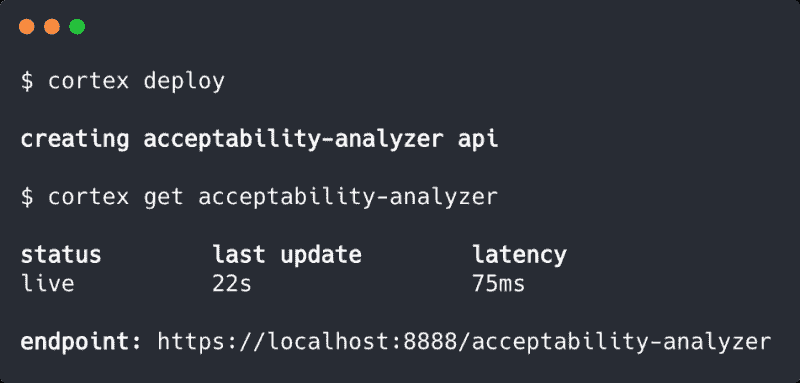 $ cortex deploy
creating acceptability-analyzer api
$ cortex get acceptability-analyzer
status last update latency
live 22s 75ms
endpoint: https://localhost:8888/acceptability-analyzer